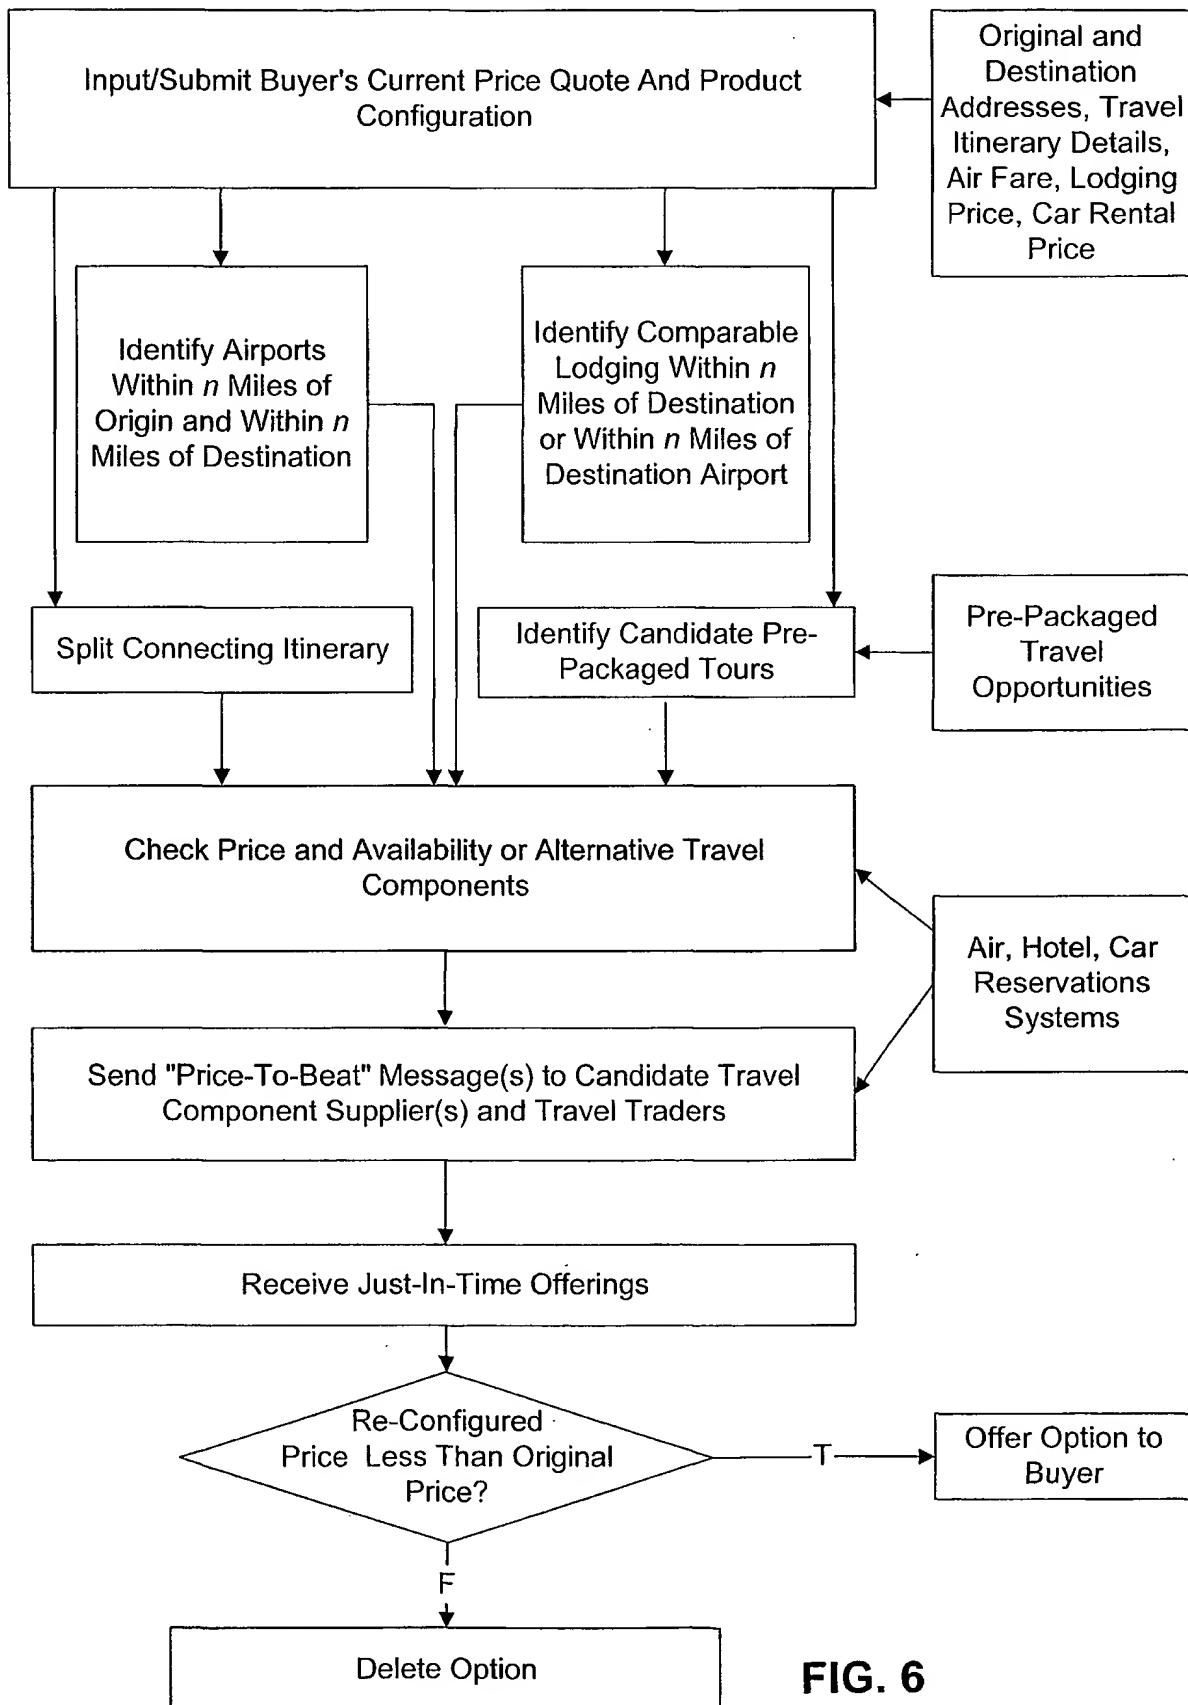 Input/Submit Buyer's Current Price Quote And Product
Configuration
Original and
Destination
Addresses, Travel
Itinerary Details,
Air Fare, Lodging
Price, Car Rental
Price
Identify Airports
Within n Miles of
Origin and Within n
Miles of Destination
Identify Comparable
Lodging Within n
Miles of Destination
or Within n Miles of
Destination Airport
Split Connecting Itinerary
Identify Candidate Pre-
Packaged Tours
Pre-Packaged
Travel
Opportunities
Check Price and Availability or Alternative Travel
Components
Air, Hotel, Car
Reservations
Systems
Send "Price-To-Beat" Message(s) to Candidate Travel
Component Supplier(s) and Travel Traders
Receive Just-In-Time Offerings
Re-Configured
Price Less Than Original
Price?
T
Offer Option to
Buyer
F
Delete Option
FIG. 6